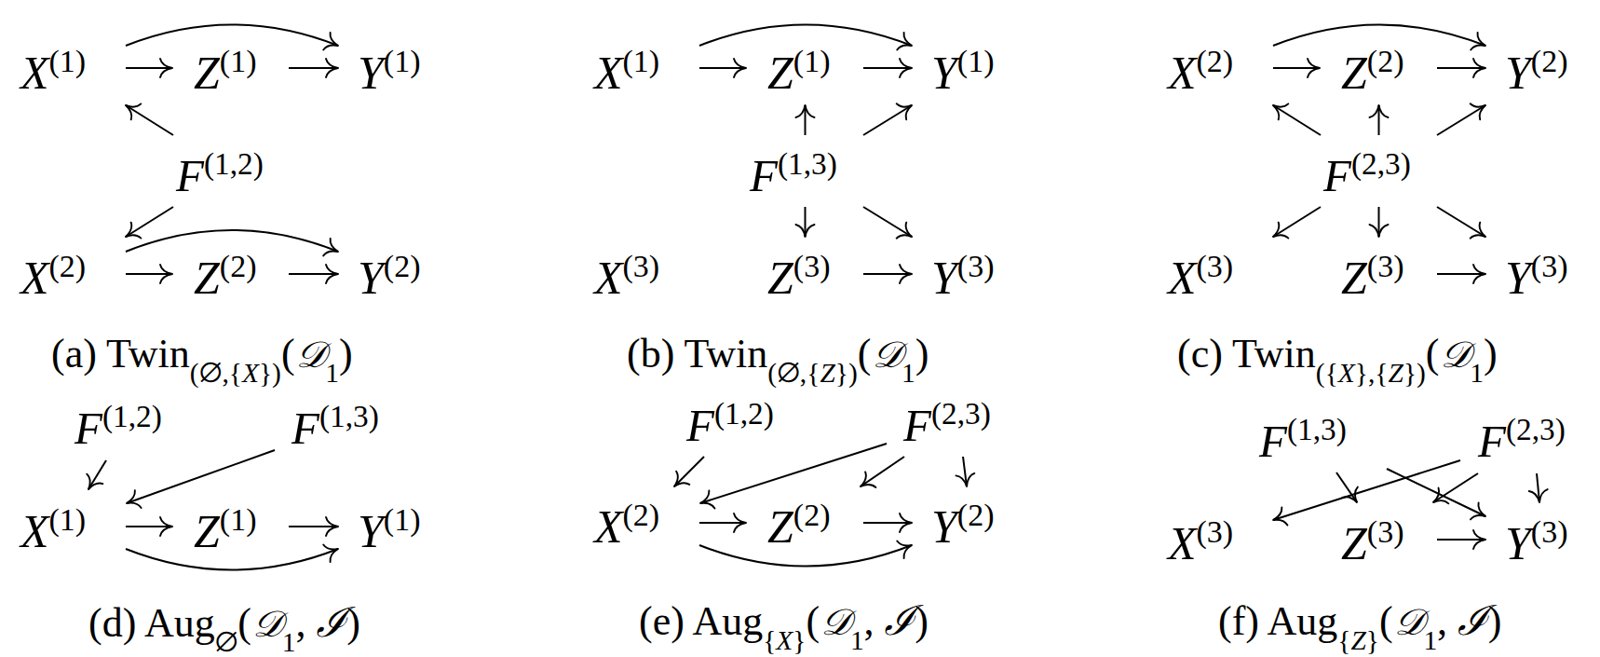 X(1) Z(1) Y(1) X(1) Z(1) Y(1) X(2) Z(2) Y(2)
F(1,2) F(1,3) F(2,3)
X(2) Z(2) Y(2) X(3) Z(3) Y(3) X(3) Z(3) Y(3)
(a) Twin(∅,{X})(𝒟1) (b) Twin(∅,{Z})(𝒟1) (c) Twin({X},{Z})(𝒟1)
F(1,2) F(1,3) F(1,2) F(2,3) F(1,3) F(2,3)
X(1) Z(1) Y(1) X(2) Z(2) Y(2) X(3) Z(3) Y(3)
(d) Aug∅(𝒟1, ℐ) (e) Aug{X}(𝒟1, ℐ) (f) Aug{Z}(𝒟1, ℐ)